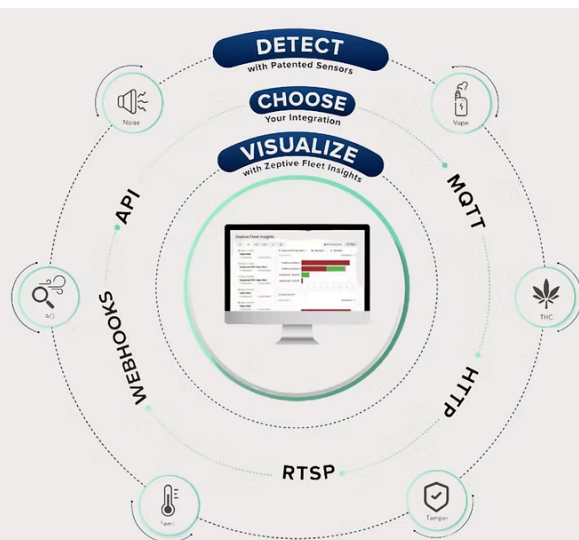 DETECT
with Patented Sensors
CHOOSE
Your Integration
VISUALIZE
with Zeptive Fleet Insights
Noise
Vape
API
MQTT
Zeptive Fleet Insights
AQ
THC
WEBHOOKS
HTTP
RTSP
Temp
Tamper